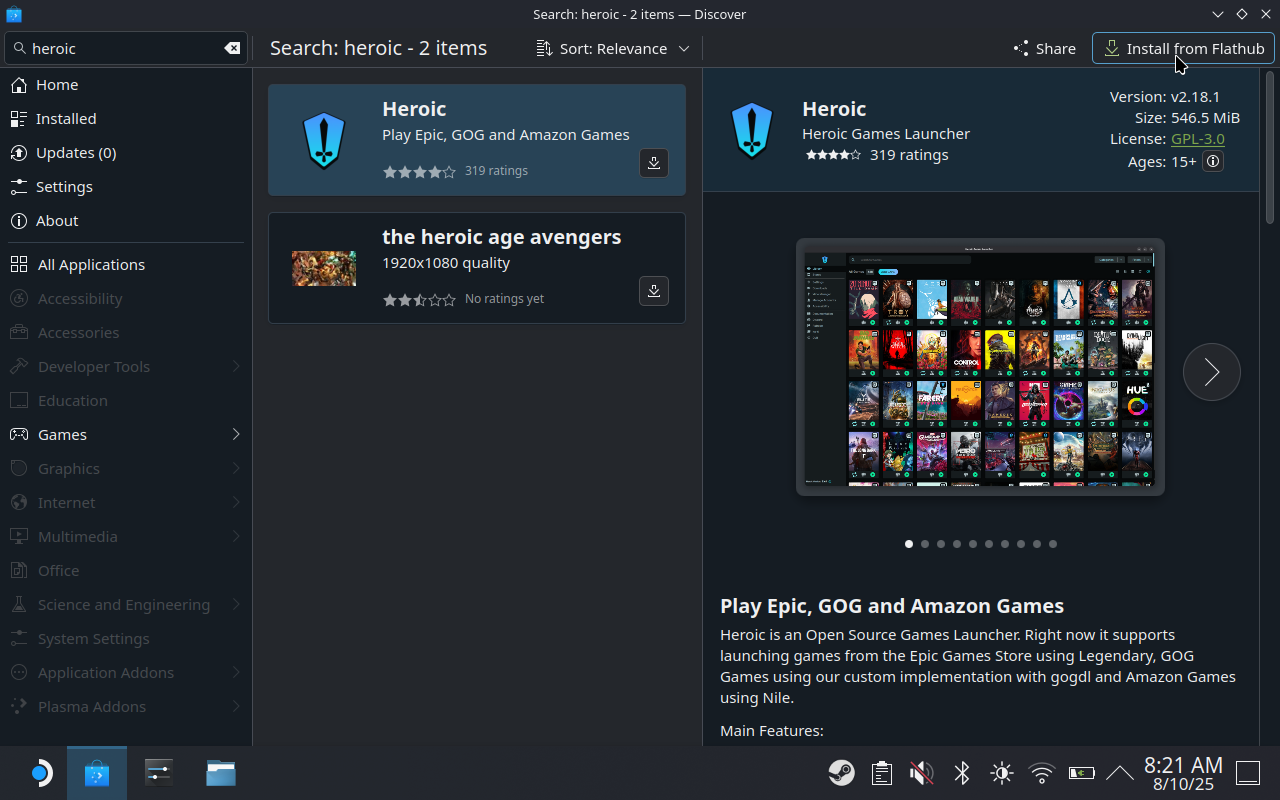 Search: heroic - 2 items — Discover
heroic
Search: heroic - 2 items
Sort: Relevance
Share
Install from Flathub
Home
Installed
Updates (0)
Settings
About
All Applications
Accessibility
Accessories
Developer Tools
Education
Games
Graphics
Internet
Multimedia
Office
Science and Engineering
System Settings
Application Addons
Plasma Addons
Heroic
Play Epic, GOG and Amazon Games
319 ratings
the heroic age avengers
1920x1080 quality
No ratings yet
Heroic
Heroic Games Launcher
319 ratings
Version: v2.18.1
Size: 546.5 MiB
License: GPL-3.0
Ages: 15+
TROY
CONTROL
FARCRY
HUE
Play Epic, GOG and Amazon Games
Heroic is an Open Source Games Launcher. Right now it supports
launching games from the Epic Games Store using Legendary, GOG
Games using our custom implementation with gogdl and Amazon Games
using Nile.
Main Features:
8:21 AM
8/10/25